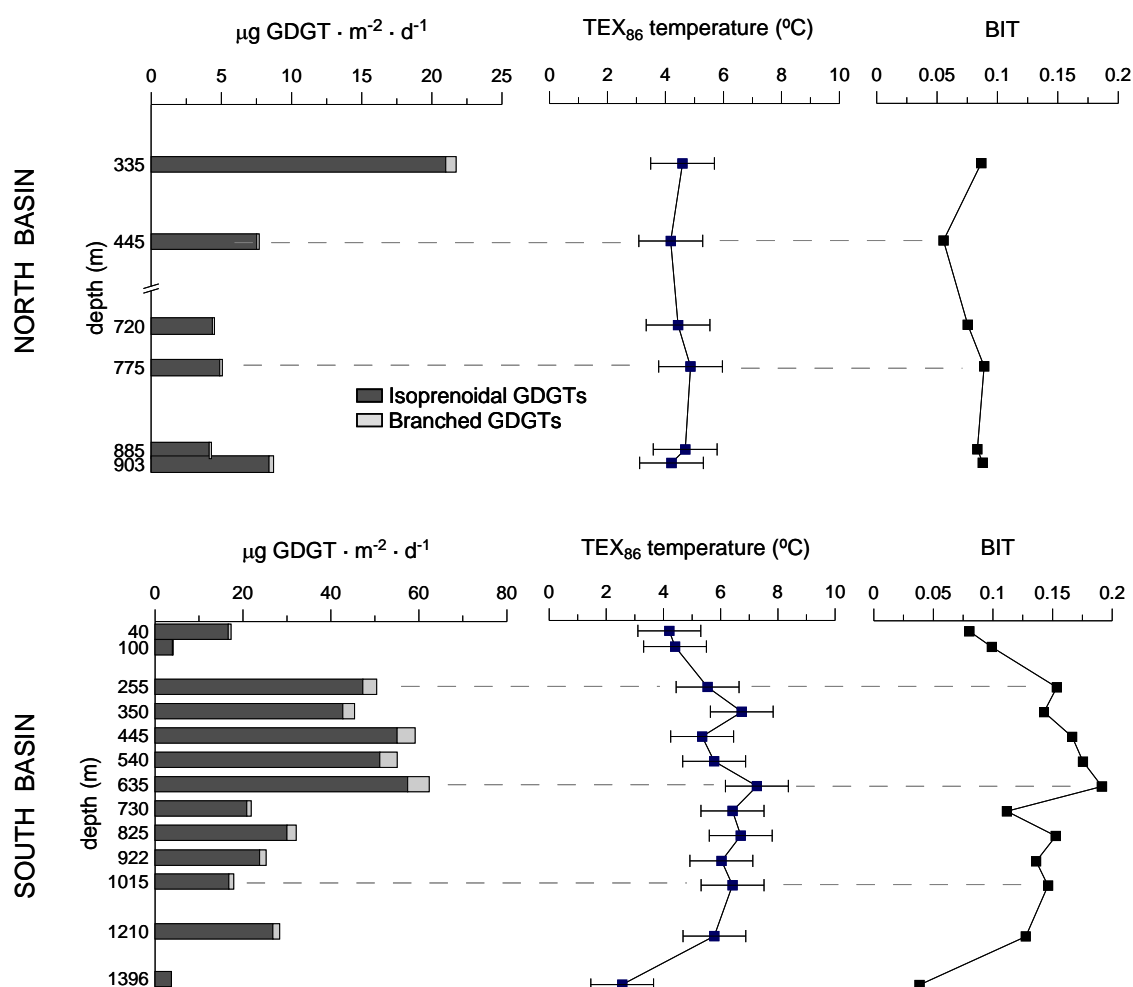 µg GDGT · m⁻² · d⁻¹ TEX₈₆ temperature (ºC) BIT
0 5 10 15 20 25 0 2 4 6 8 10 0 0.05 0.1 0.15 0.2
NORTH BASIN
depth (m)
335
445
720
775
Isoprenoidal GDGTs
Branched GDGTs
885
903
µg GDGT · m⁻² · d⁻¹ TEX₈₆ temperature (ºC) BIT
0 20 40 60 80 0 2 4 6 8 10 0 0.05 0.1 0.15 0.2
SOUTH BASIN
depth (m)
40
100
255
350
445
540
635
730
825
922
1015
1210
1396